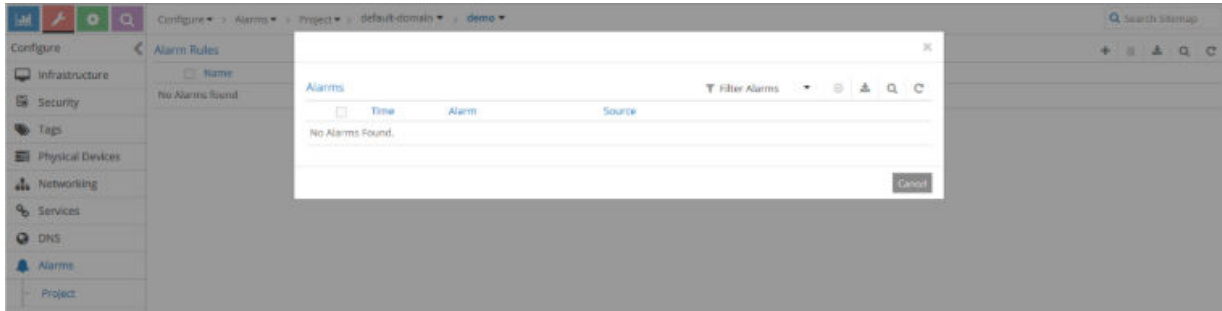 Configure > Alarms > Project > default-domain > demo
Search Sitemap
Configure
Alarm Rules
Infrastructure
Name
Security
No Alarms found
Tags
Physical Devices
Networking
Services
DNS
Alarms
Project
×
Alarms
Filter Alarms
Time Alarm Source
No Alarms Found.
Cancel